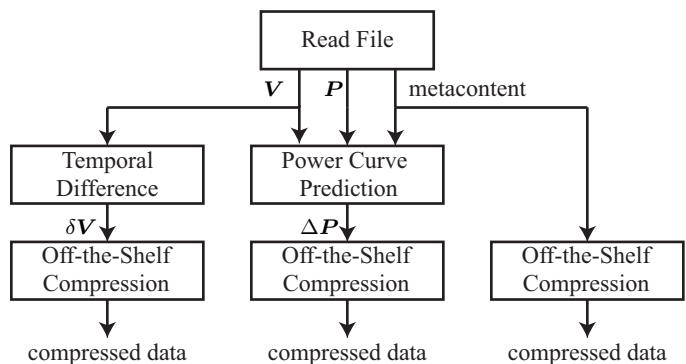 Read File
V P metacontent
Temporal Power Curve
Difference Prediction
δV ΔP
Off-the-Shelf Off-the-Shelf Off-the-Shelf
Compression Compression Compression
compressed data compressed data compressed data